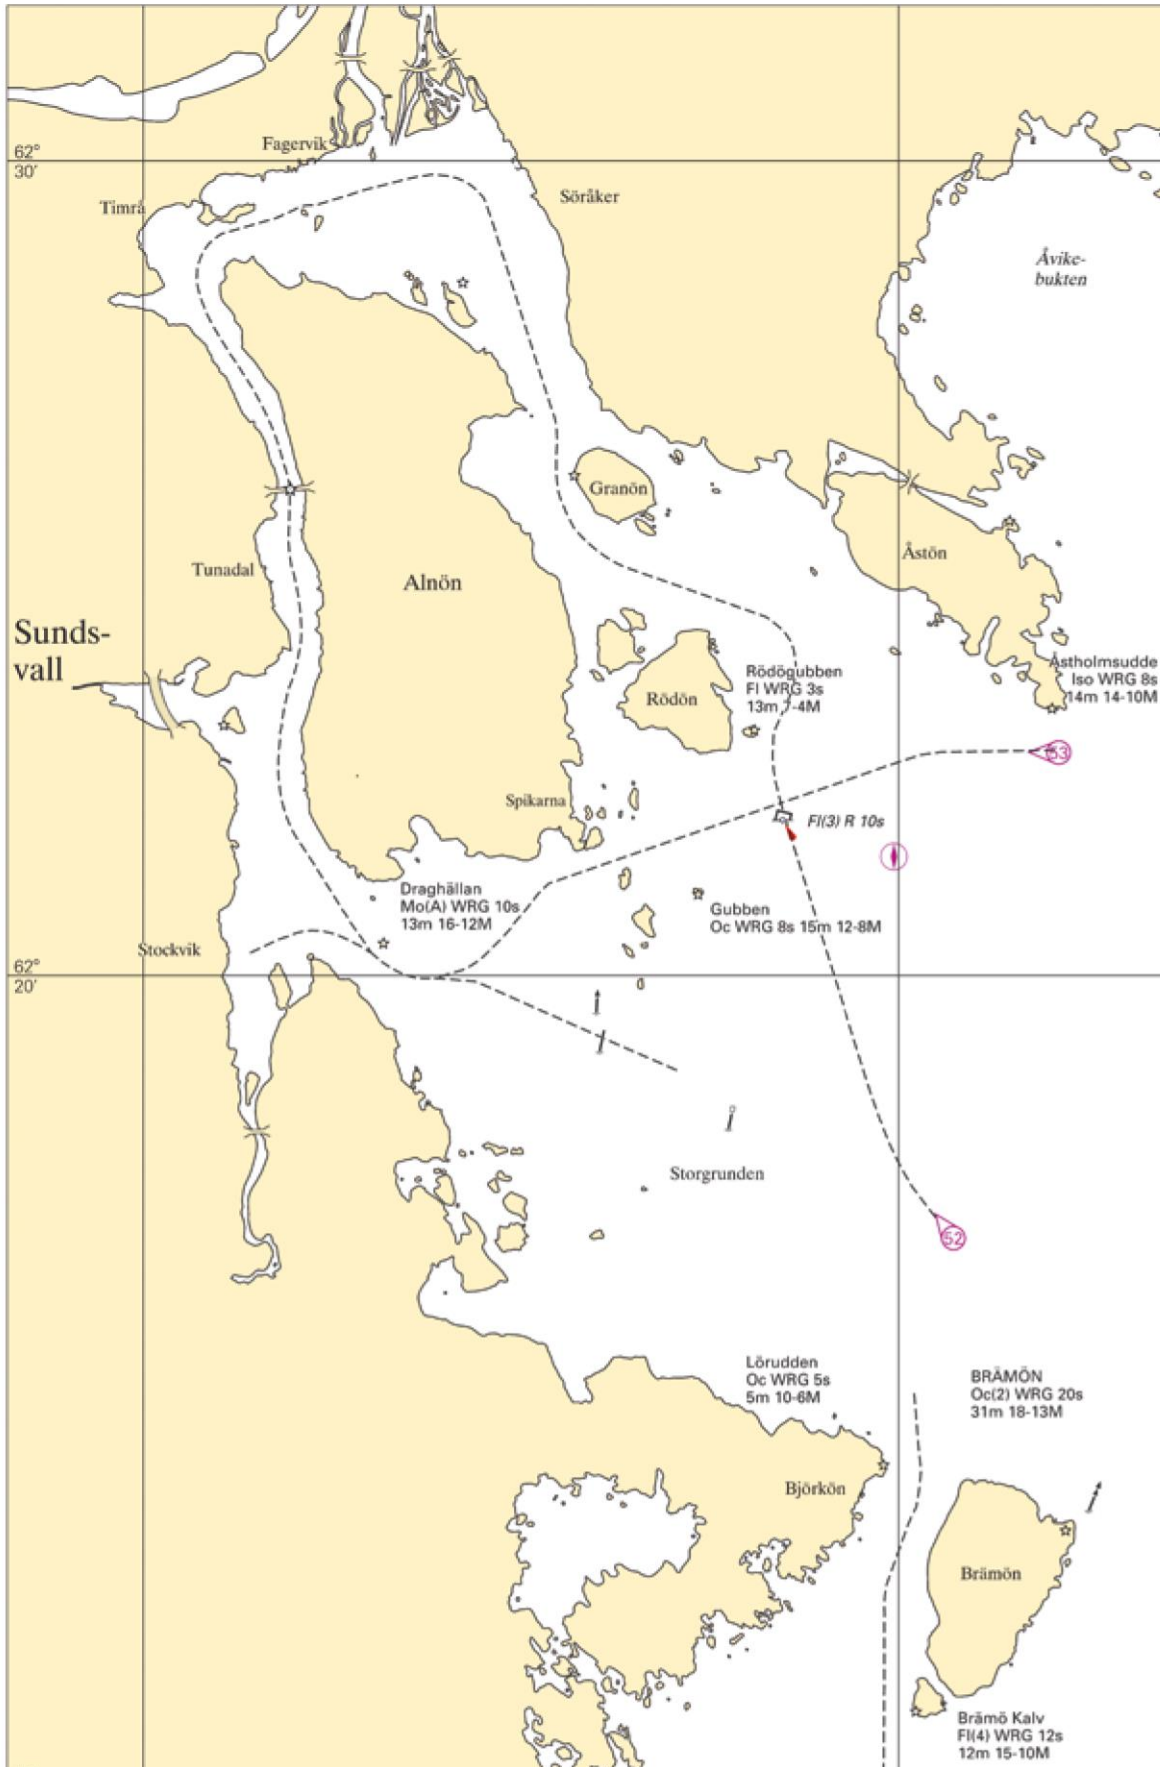 Fagervik
62°
30'
Timrå
Söråker
Åvike-
bukten
Granön
Tunadal
Alnön
Åstön
Sunds-
vall
Rödön
Rödögubben
Fl WRG 3s
13m 7-4M
Åstholmsudde
Iso WRG 8s
14m 14-10M
53
Spikarna
Fl(3) R 10s
Draghällan
Mo(A) WRG 10s
13m 16-12M
Gubben
Oc WRG 8s 15m 12-8M
Stockvik
62°
20'
Storgrunden
52
Lörudden
Oc WRG 5s
5m 10-6M
BRÄMÖN
Oc(2) WRG 20s
31m 18-13M
Björkön
Brämön
Brämö Kalv
Fl(4) WRG 12s
12m 15-10M